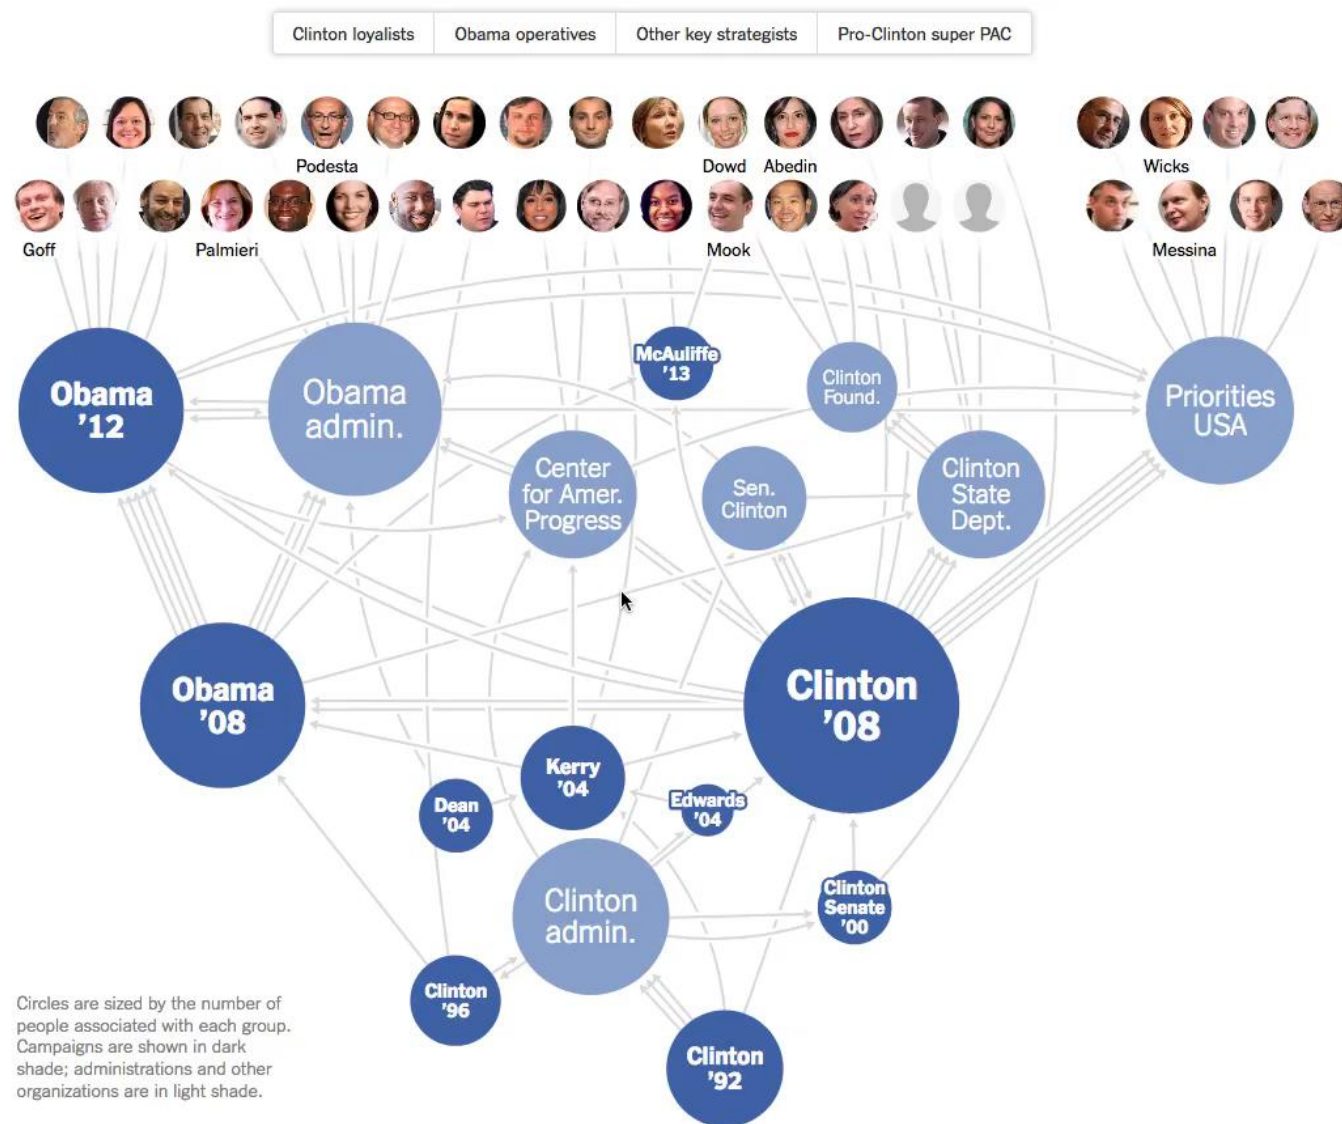 Clinton loyalists
Obama operatives
Other key strategists
Pro-Clinton super PAC
Podesta
Dowd
Abedin
Wicks
Goff
Palmieri
Mook
Messina
Obama
’12
Obama
admin.
McAuliffe
’13
Clinton
Found.
Priorities
USA
Center
for Amer.
Progress
Sen.
Clinton
Clinton
State
Dept.
Obama
’08
Clinton
’08
Kerry
’04
Dean
’04
Edwards
’04
Clinton
admin.
Clinton
Senate
’00
Clinton
’96
Clinton
’92
Circles are sized by the number of
people associated with each group.
Campaigns are shown in dark
shade; administrations and other
organizations are in light shade.